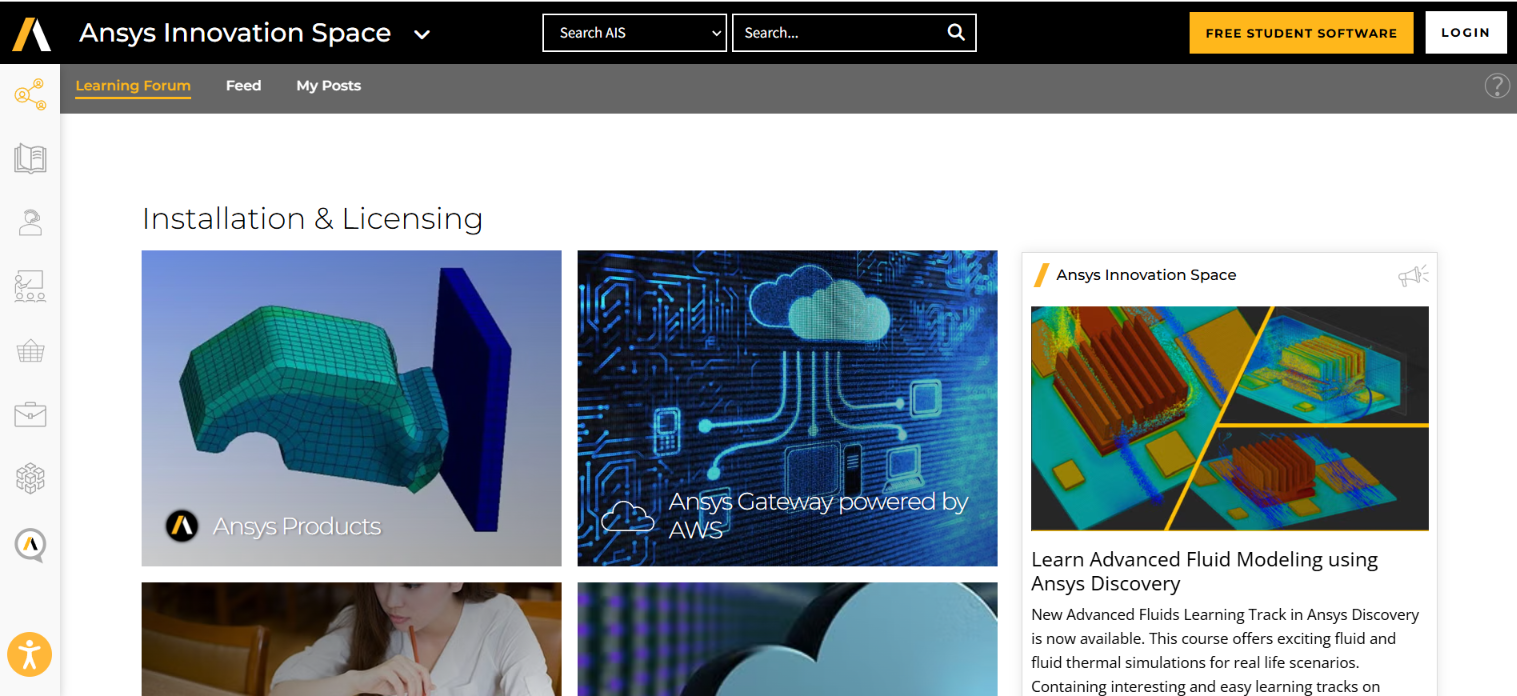 Ansys Innovation Space
Search AIS
Search...
FREE STUDENT SOFTWARE
LOGIN
Learning Forum
Feed
My Posts
?
Installation & Licensing
Ansys Products
Ansys Gateway powered by
AWS
Ansys Innovation Space
Learn Advanced Fluid Modeling using
Ansys Discovery
New Advanced Fluids Learning Track in Ansys Discovery
is now available. This course offers exciting fluid and
fluid thermal simulations for real life scenarios.
Containing interesting and easy learning tracks on